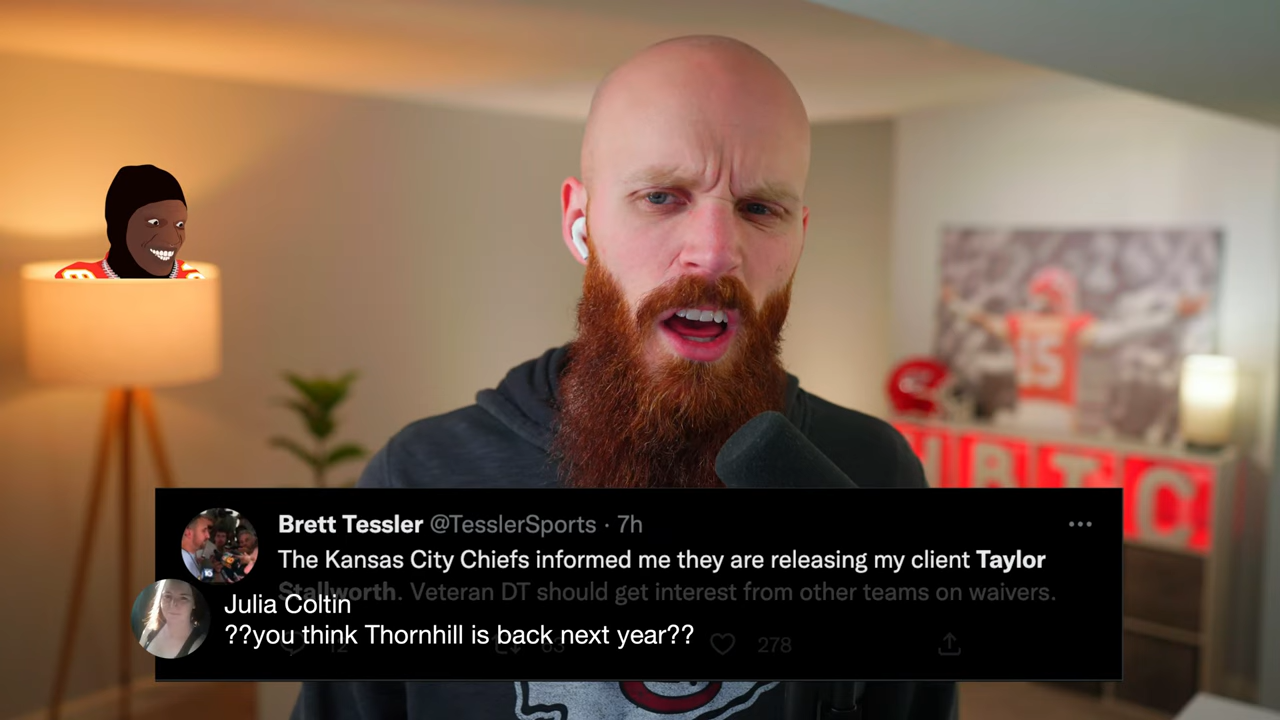 15
BTC
Brett Tessler @TesslerSports · 7h
The Kansas City Chiefs informed me they are releasing my client Taylor
Stallworth. Veteran DT should get interest from other teams on waivers.
Julia Coltin
??you think Thornhill is back next year??
278